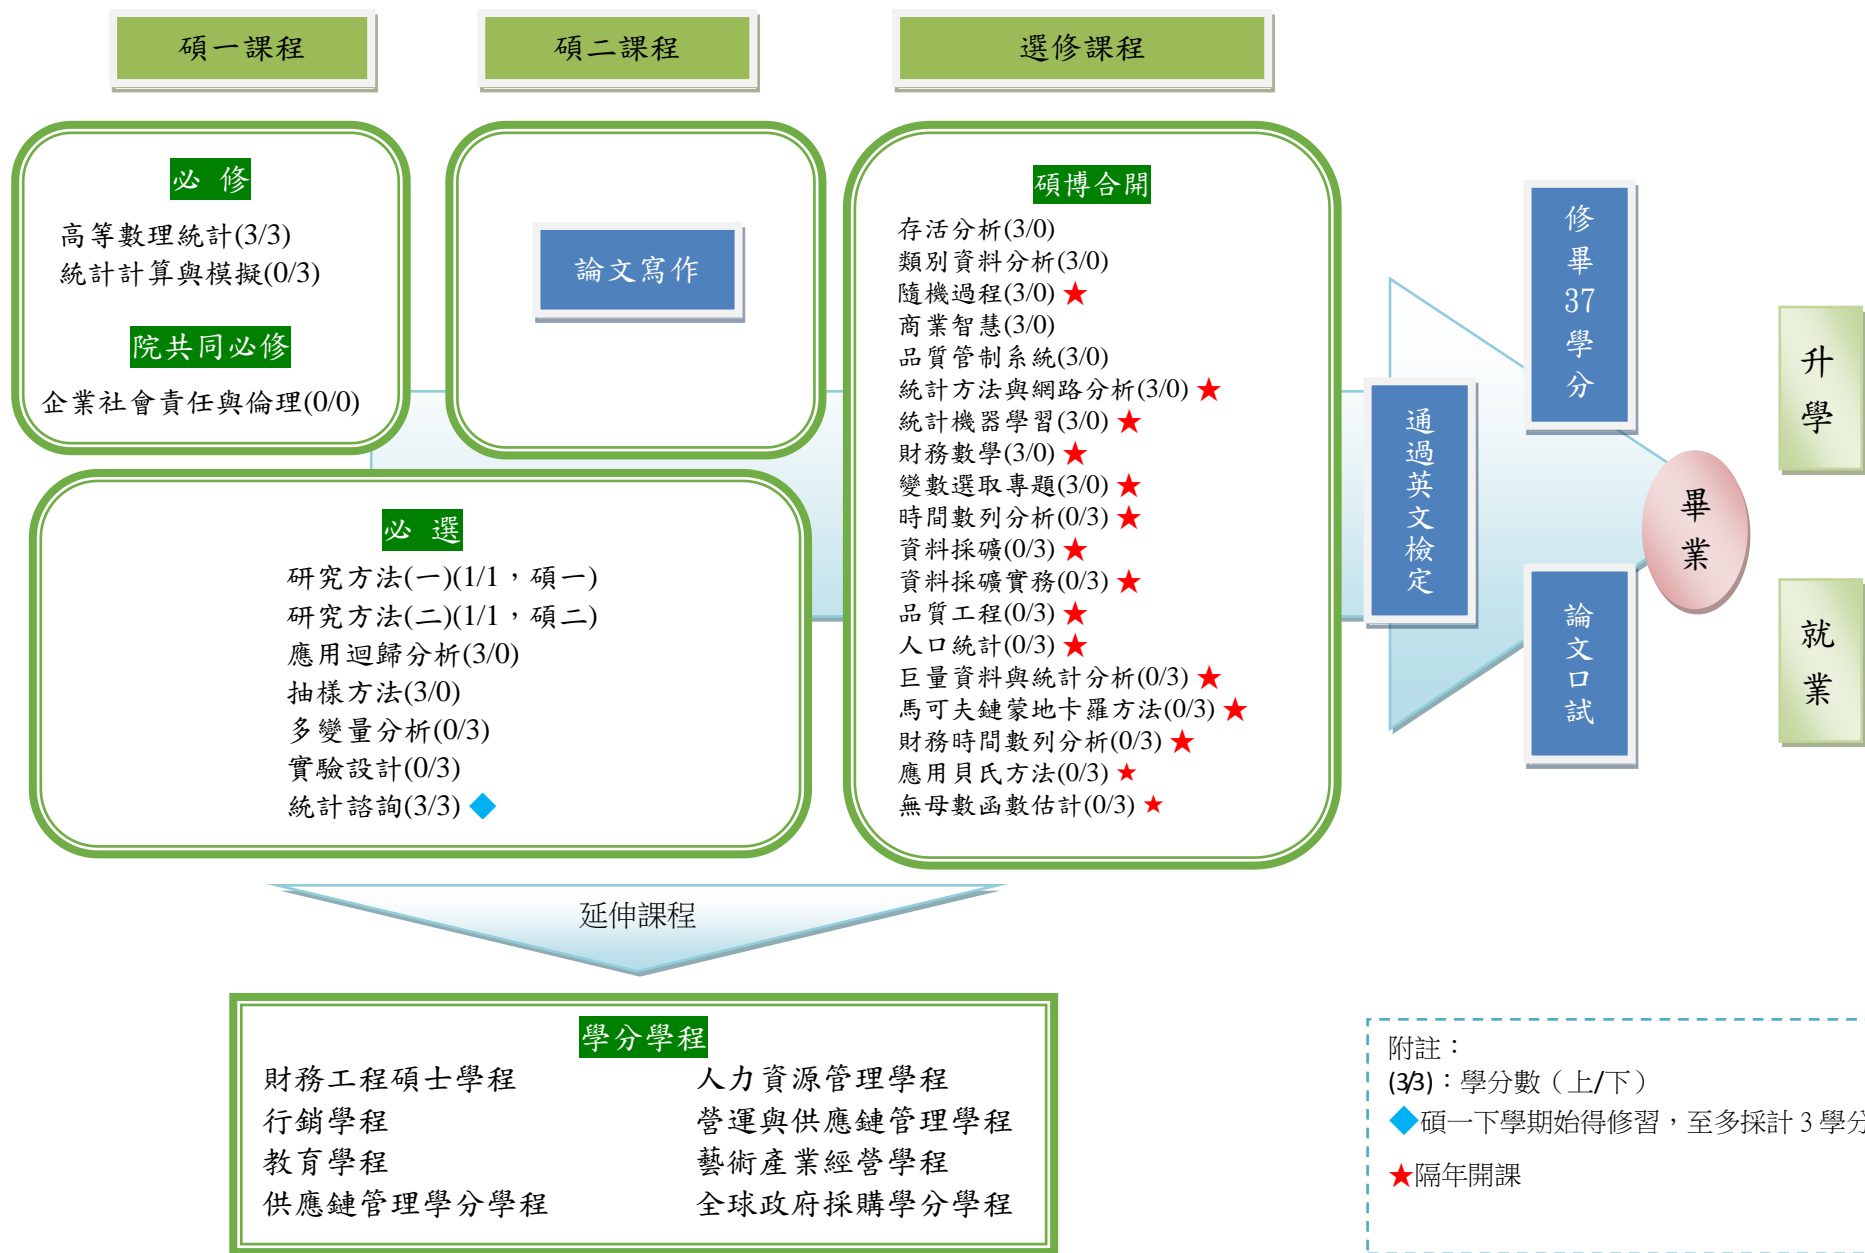 碩一課程
碩二課程
選修課程
必 修
高等數理統計(3/3)
統計計算與模擬(0/3)
院共同必修
企業社會責任與倫理(0/0)
論文寫作
必 選
研究方法(一)(1/1，碩一)
研究方法(二)(1/1，碩二)
應用迴歸分析(3/0)
抽樣方法(3/0)
多變量分析(0/3)
實驗設計(0/3)
統計諮詢(3/3)◆
碩博合開
存活分析(3/0)
類別資料分析(3/0)
隨機過程(3/0)★
商業智慧(3/0)
品質管制系統(3/0)
統計方法與網路分析(3/0)★
統計機器學習(3/0)★
財務數學(3/0)★
變數選取專題(3/0)★
時間數列分析(0/3)★
資料採礦(0/3)★
資料採礦實務(0/3)★
品質工程(0/3)★
人口統計(0/3)★
巨量資料與統計分析(0/3)★
馬可夫鏈蒙地卡羅方法(0/3)★
財務時間數列分析(0/3)★
應用貝氏方法(0/3)★
無母數函數估計(0/3)★
通過英文檢定
修畢37學分
論文口試
畢業
升學
就業
延伸課程
學分學程
財務工程碩士學程
人力資源管理學程
行銷學程
營運與供應鏈管理學程
教育學程
藝術產業經營學程
供應鏈管理學分學程
全球政府採購學分學程
附註：
(3/3)：學分數（上/下）
◆碩一下學期始得修習，至多採計 3 學分
★隔年開課